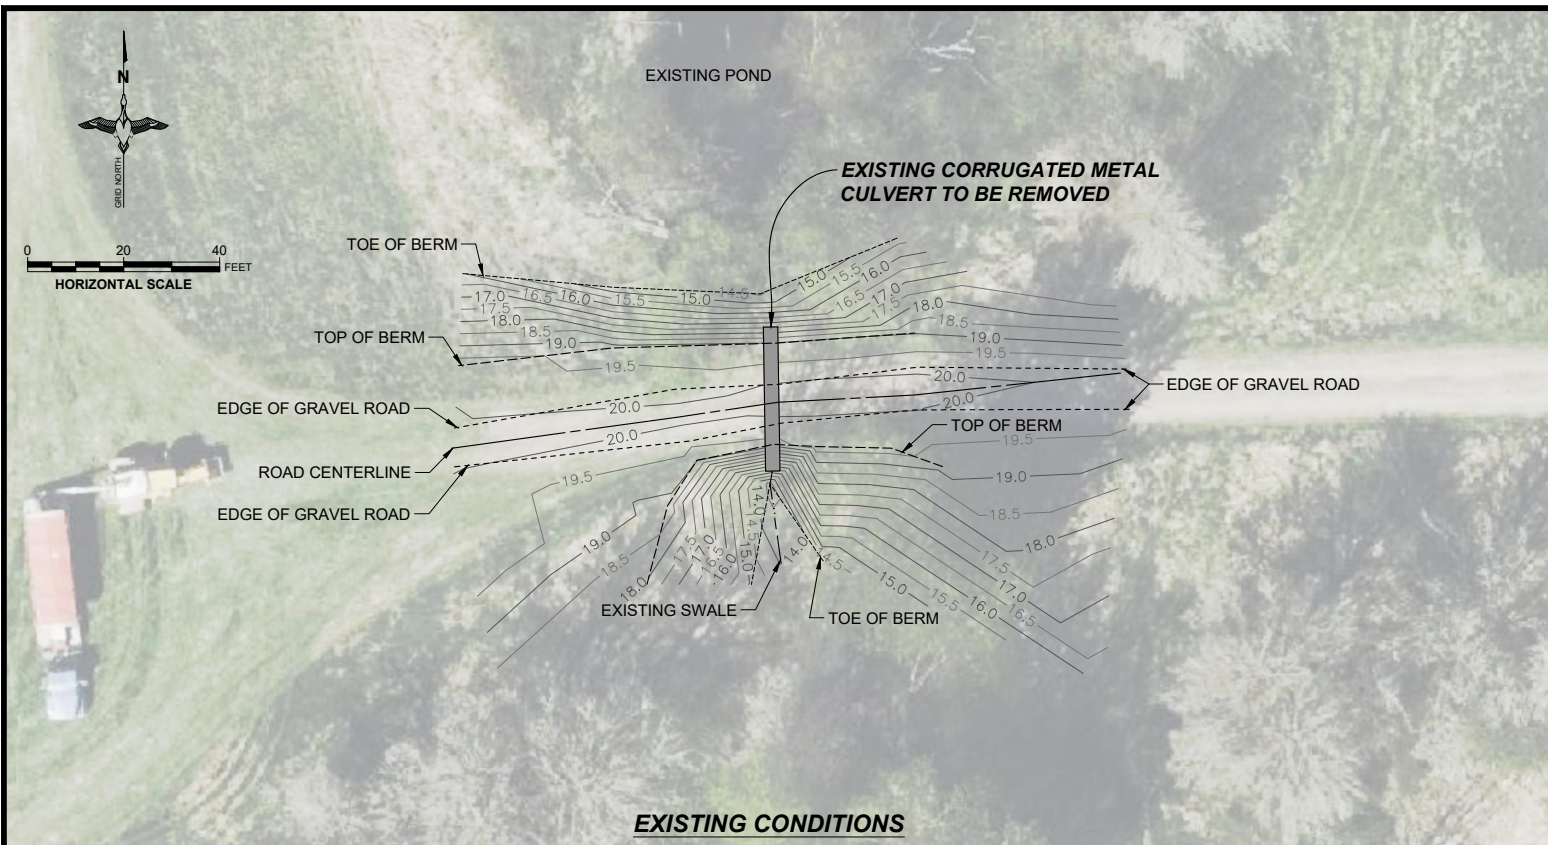 EXISTING POND
N
GRID NORTH
EXISTING CORRUGATED METAL
CULVERT TO BE REMOVED
0 20 40
FEET
HORIZONTAL SCALE
TOE OF BERM
15.0
15.5
16.0
17.0
16.5
16.0
15.5
15.0
14.5
16.5
17.0
17.5
18.0
17.5
18.0
18.5
19.0
18.5
19.0
19.5
TOP OF BERM
19.5
20.0
20.0
EDGE OF GRAVEL ROAD
EDGE OF GRAVEL ROAD
20.0
20.0
TOP OF BERM
19.5
ROAD CENTERLINE
19.5
19.0
EDGE OF GRAVEL ROAD
14.0
4.5
15.0
18.5
19.0
18.5
18.0
17.5
17.0
16.5
16.0
14.0
4.5
18.0
17.5
17.0
16.5
16.0
15.5
15.0
EXISTING SWALE
TOE OF BERM
EXISTING CONDITIONS